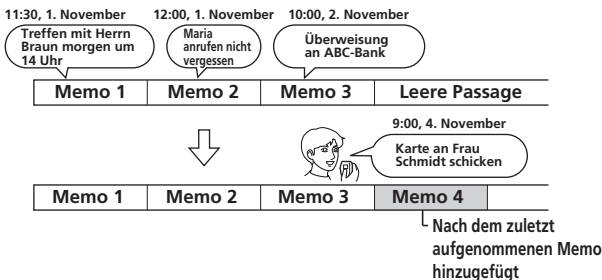 11:30, 1. November
Treffen mit Herrn
Braun morgen um
14 Uhr
12:00, 1. November
Maria
anrufen nicht
vergessen
10:00, 2. November
Überweisung
an ABC-Bank
Memo 1 Memo 2 Memo 3 Leere Passage
9:00, 4. November
Karte an Frau
Schmidt schicken
Memo 1 Memo 2 Memo 3 Memo 4
Nach dem zuletzt
aufgenommenen Memo
hinzugefügt